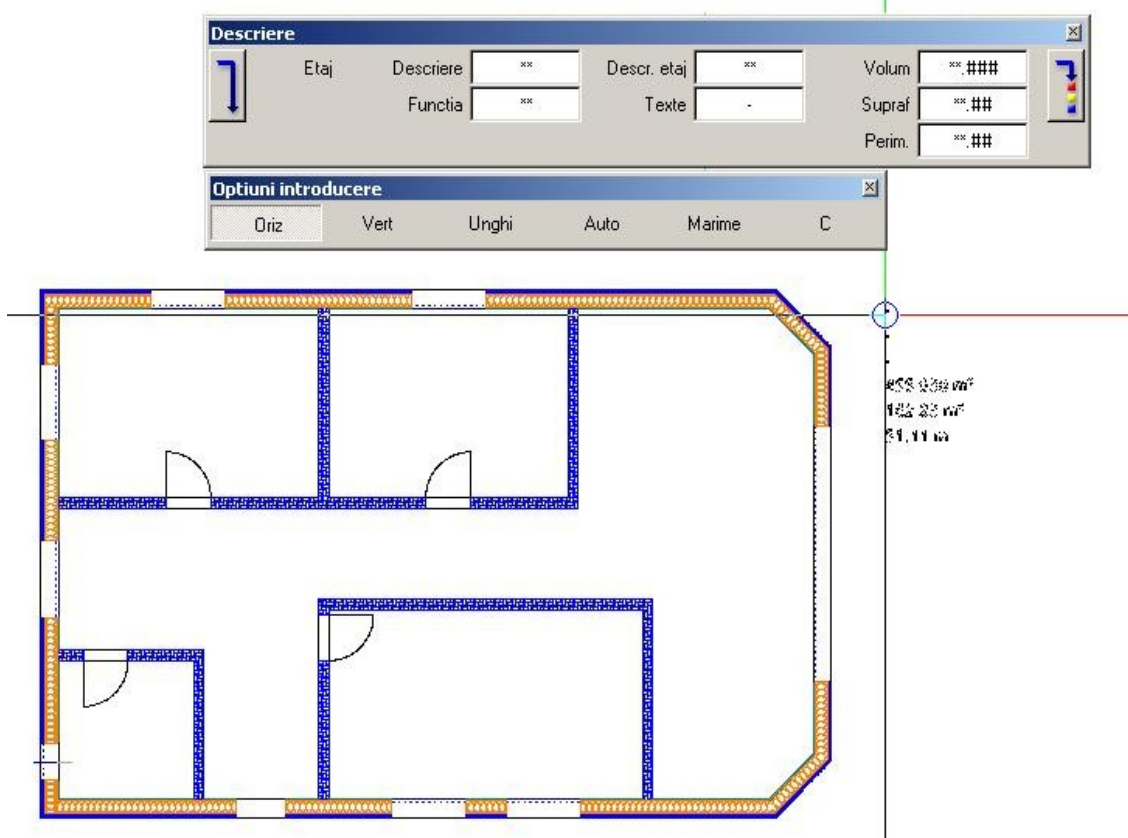 Descriere
Etaj Descriere ** Descr. etaj ** Volum **.###
Functia ** Texte - Supraf **.##
Perim. **.##
Optiuni introducere
Oriz Vert Unghi Auto Marime C